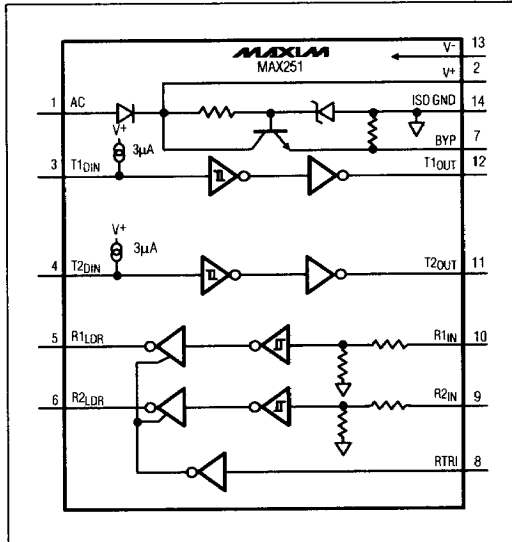 MAXIM
MAX251
V- 13
V+ 2
1 AC
ISO GND 14
V+
3µA
BYP 7
3 T1DIN
T1OUT 12
V+
3µA
4 T2DIN
T2OUT 11
5 R1LDR
R1IN 10
6 R2LDR
R2IN 9
RTRI 8